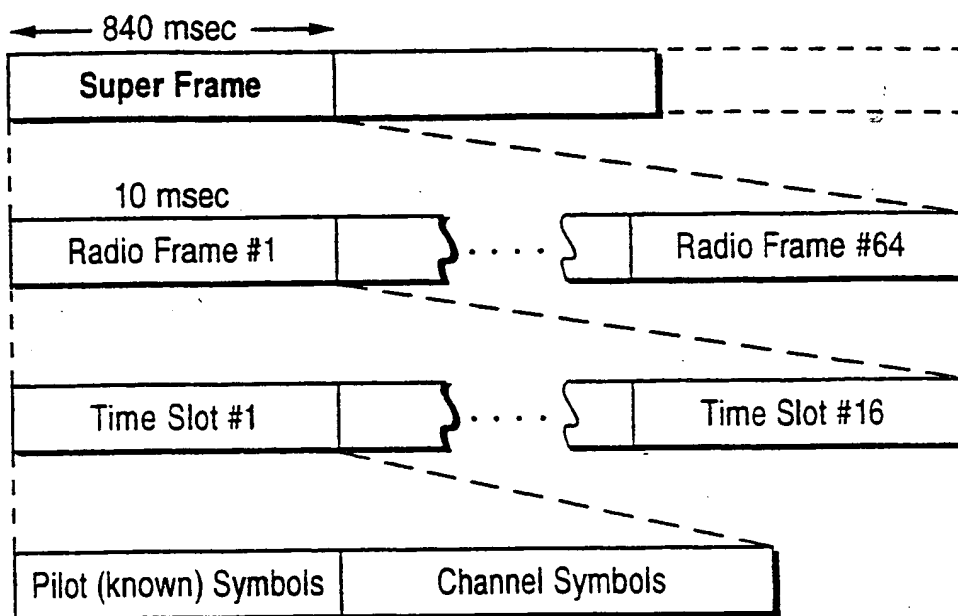 840 msec
Super Frame
10 msec
Radio Frame #1
. . . .
Radio Frame #64
Time Slot #1
. . . .
Time Slot #16
Pilot (known) Symbols
Channel Symbols